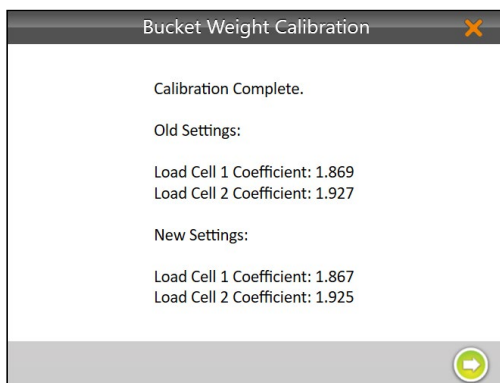 Bucket Weight Calibration
Calibration Complete.
Old Settings:
Load Cell 1 Coefficient: 1.869
Load Cell 2 Coefficient: 1.927
New Settings:
Load Cell 1 Coefficient: 1.867
Load Cell 2 Coefficient: 1.925